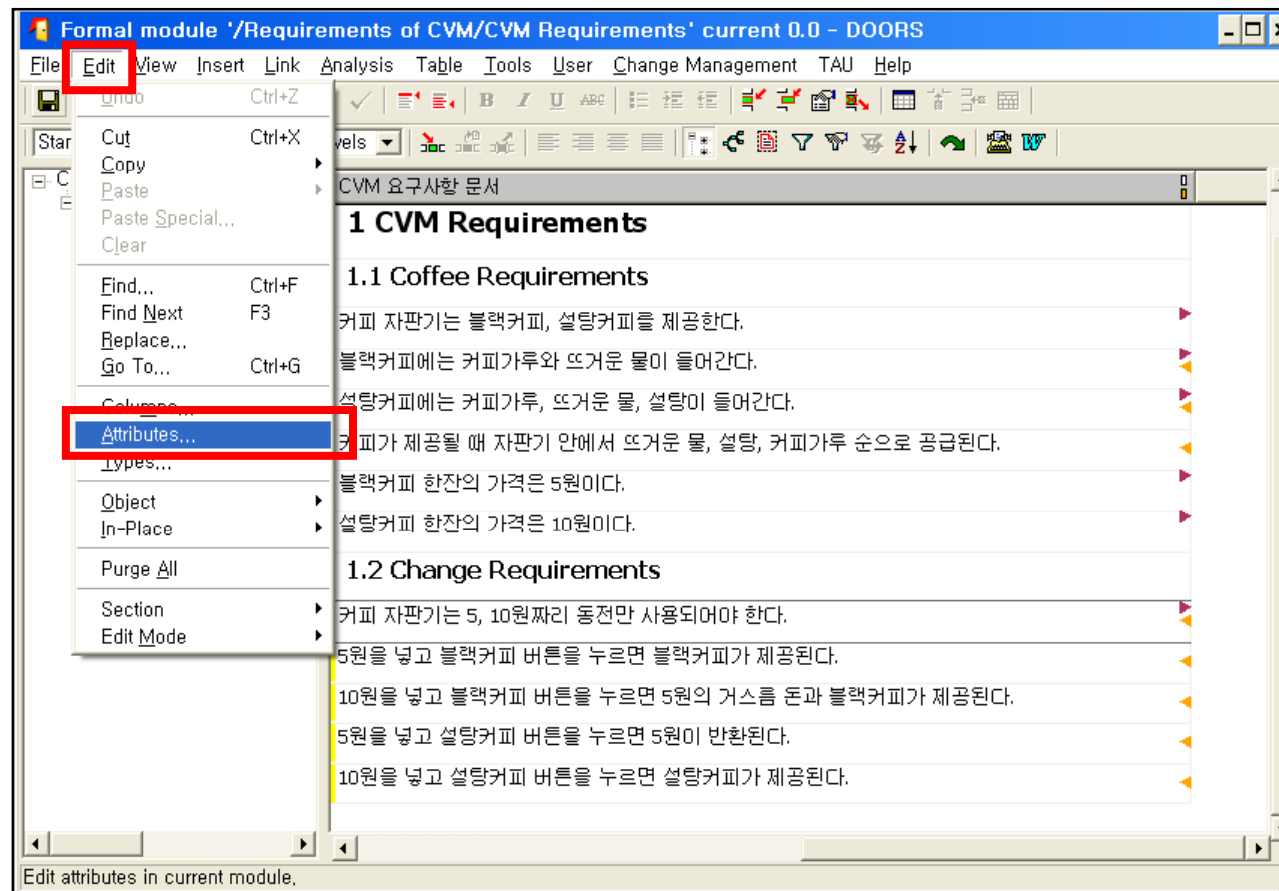 Formal module '/Requirements of CVM/CVM Requirements' current 0.0 - DOORS
File Edit View Insert Link Analysis Table Tools User Change Management TAU Help
Undo Ctrl+Z
B I U ABC
Star
vels
A Z
W
Cut Ctrl+X
Copy
Paste
Paste Special...
Clear
Find... Ctrl+F
Find Next F3
Replace...
Go To... Ctrl+G
Columns...
Attributes...
Types...
Object
In-Place
Purge All
Section
Edit Mode
C
CVM 요구사항 문서
1 CVM Requirements
1.1 Coffee Requirements
커피 자판기는 블랙커피, 설탕커피를 제공한다.
블랙커피에는 커피가루와 뜨거운 물이 들어간다.
설탕커피에는 커피가루, 뜨거운 물, 설탕이 들어간다.
커피가 제공될 때 자판기 안에서 뜨거운 물, 설탕, 커피가루 순으로 공급된다.
블랙커피 한잔의 가격은 5원이다.
설탕커피 한잔의 가격은 10원이다.
1.2 Change Requirements
커피 자판기는 5, 10원짜리 동전만 사용되어야 한다.
5원을 넣고 블랙커피 버튼을 누르면 블랙커피가 제공된다.
10원을 넣고 블랙커피 버튼을 누르면 5원의 거스름 돈과 블랙커피가 제공된다.
5원을 넣고 설탕커피 버튼을 누르면 5원이 반환된다.
10원을 넣고 설탕커피 버튼을 누르면 설탕커피가 제공된다.
Edit attributes in current module.